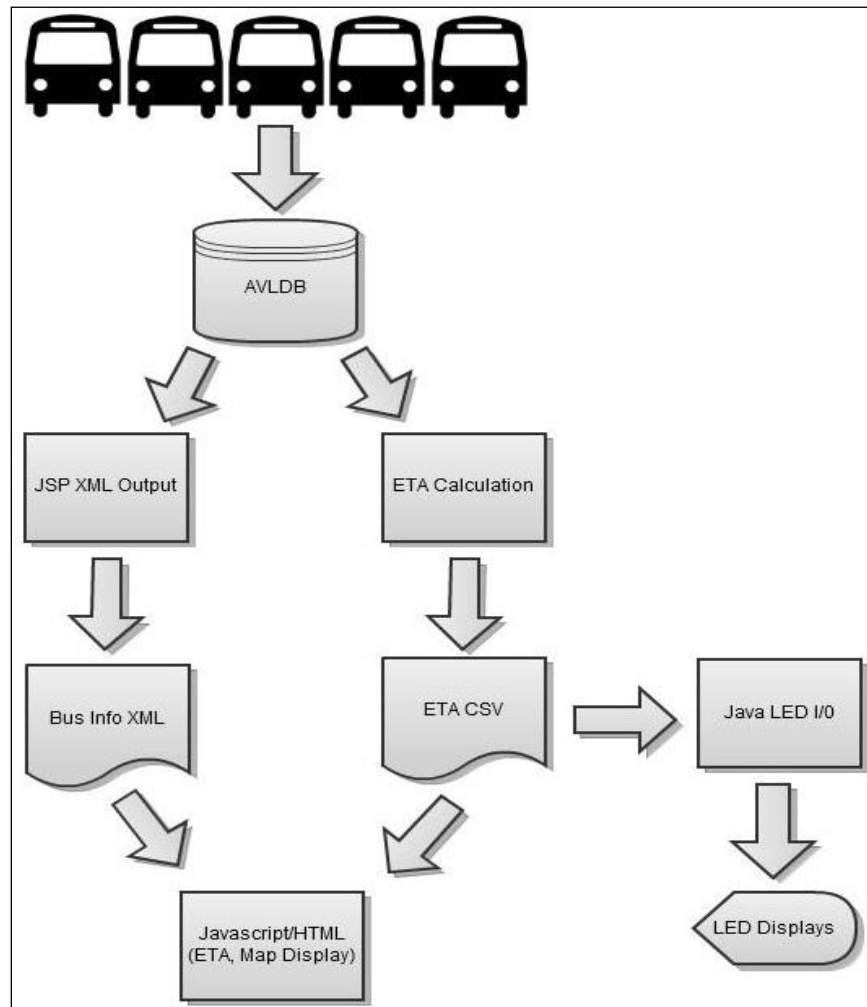 AVLDB
JSP XML Output
ETA Calculation
Bus Info XML
ETA CSV
Java LED I/0
Javascript/HTML
(ETA, Map Display)
LED Displays